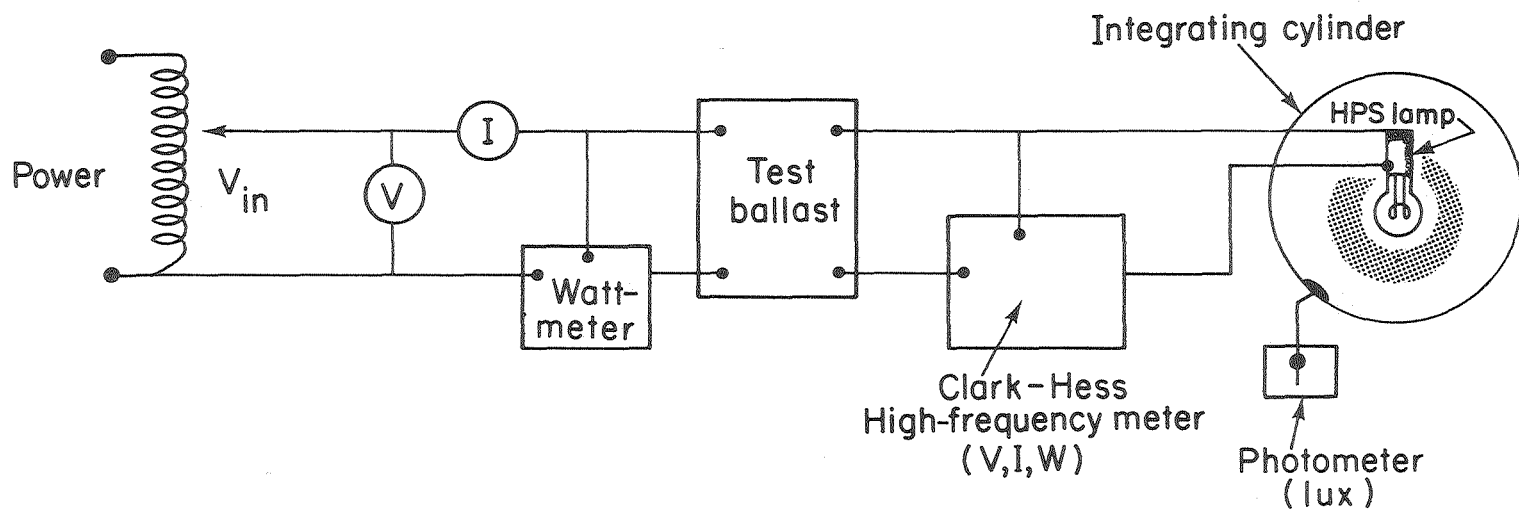 Integrating cylinder
HPS lamp
I
Power
V
in
V
Test
ballast
Watt-
meter
Clark-Hess
High-frequency meter
(V,I,W)
Photometer
(lux)